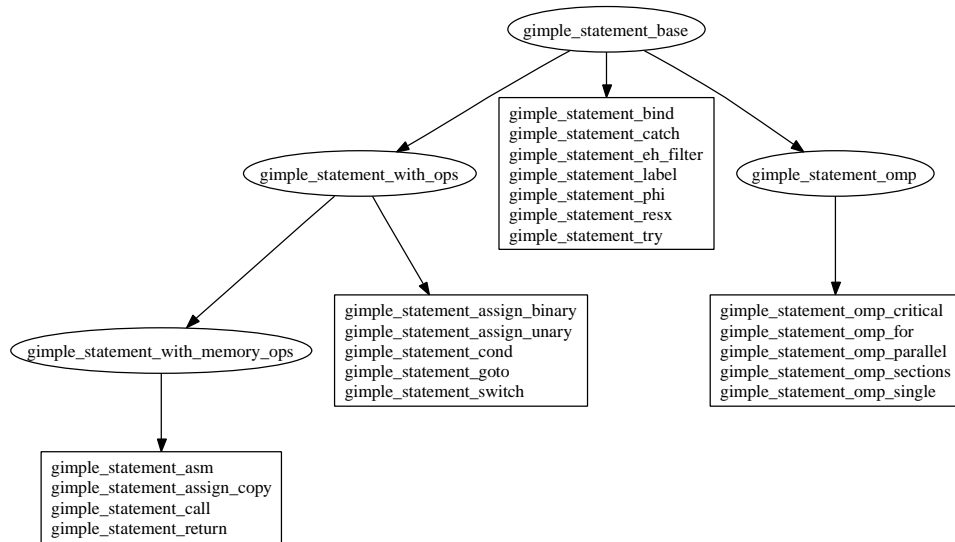 gimple_statement_base
gimple_statement_bind
gimple_statement_catch
gimple_statement_eh_filter
gimple_statement_label
gimple_statement_phi
gimple_statement_resx
gimple_statement_try
gimple_statement_with_ops
gimple_statement_omp
gimple_statement_assign_binary
gimple_statement_assign_unary
gimple_statement_cond
gimple_statement_goto
gimple_statement_switch
gimple_statement_omp_critical
gimple_statement_omp_for
gimple_statement_omp_parallel
gimple_statement_omp_sections
gimple_statement_omp_single
gimple_statement_with_memory_ops
gimple_statement_asm
gimple_statement_assign_copy
gimple_statement_call
gimple_statement_return